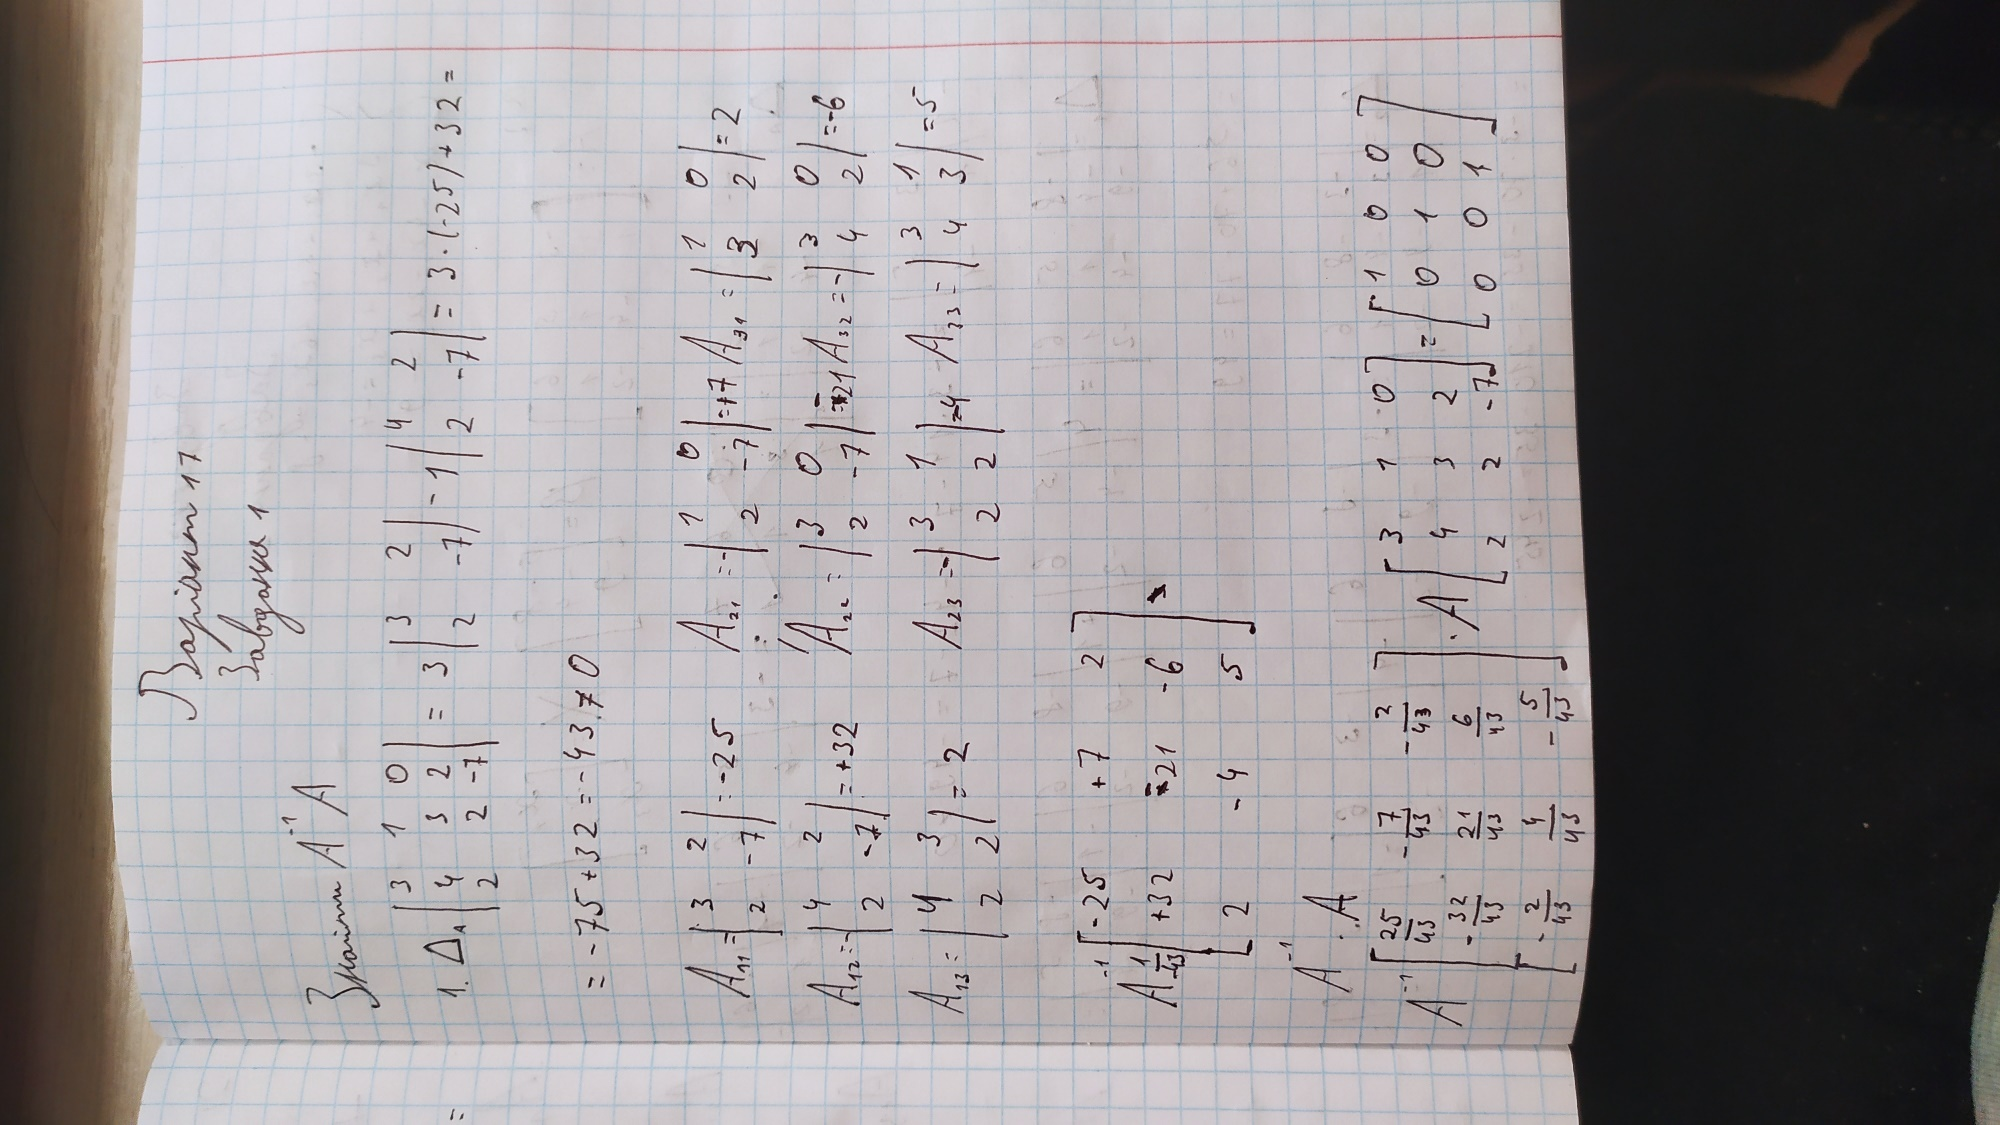 Варіант 17
Завдання 1
Знайти A⁻¹ A
1. Δ_A |3 1 0; 4 3 2; 2 2 -7| = 3 |3 2; 2 -7| - 1 |4 2; 2 -7| = 3·(-25)+32 =
= -75+32 = -43 ≠ 0
A₁₁ = |3 2; 2 -7| = -25 A₂₁ = -|1 0; 2 -7| = +7 A₃₁ = |1 0; 3 2| = 2
A₁₂ = -|4 2; 2 -7| = +32 A₂₂ = |3 0; 2 -7| = -21 A₃₂ = -|3 0; 4 2| = -6
A₁₃ = |4 3; 2 2| = 2 A₂₃ = -|3 1; 2 2| = -4 A₃₃ = |3 1; 4 3| = 5
A⁻¹ 1/-43 [-25 +7 2; +32 -21 -6; 2 -4 5]
A⁻¹ · A
A⁻¹ [25/43 -7/43 -2/43; -32/43 21/43 6/43; -2/43 4/43 -5/43] · A [3 1 0; 4 3 2; 2 2 -7] = [1 0 0; 0 1 0; 0 0 1]
=